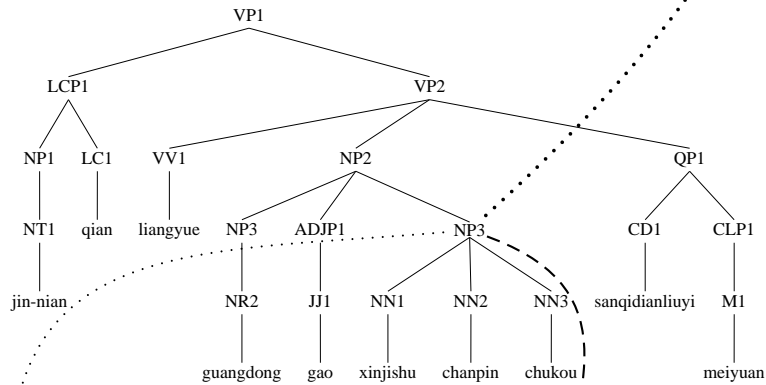 VP1
LCP1 VP2
NP1 LC1 VV1 NP2 QP1
NT1 qian liangyue NP3 ADJP1 NP3 CD1 CLP1
jin-nian NR2 JJ1 NN1 NN2 NN3 sanqidianliuyi M1
guangdong gao xinjishu chanpin chukou meiyuan